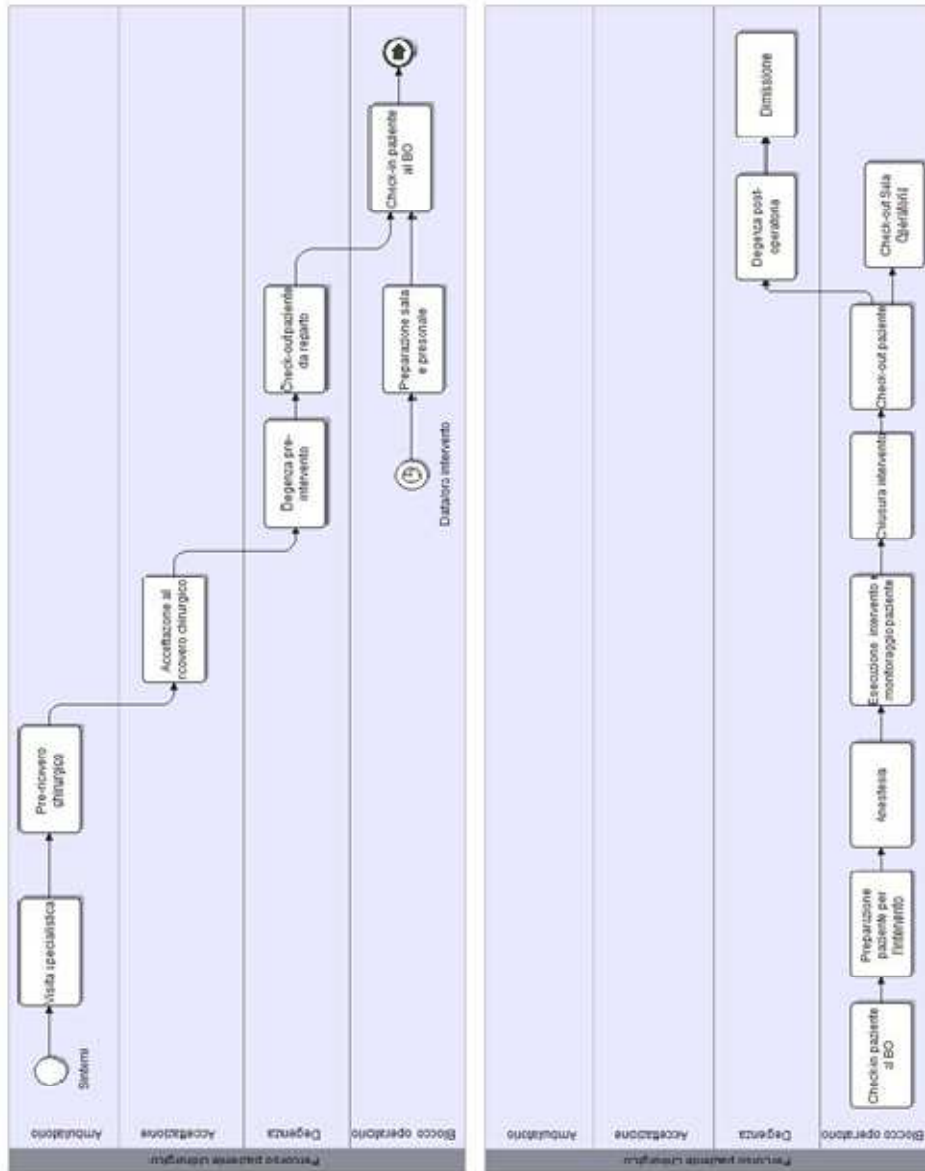 Percorso paziente chirurgico
Ambulatorio
Accettazione
Degenza
Blocco operatorio
Sintomi
Visita specialistica
Pre-ricovero
chirurgico
Accettazione al
ricovero chirurgico
Degenza pre-
intervento
Check-out paziente
da reparto
Data/ora intervento
Preparazione sala
e presonale
Check-in paziente
al BO
Percorso paziente chirurgico
Ambulatorio
Accettazione
Degenza
Blocco operatorio
Check-in paziente
al BO
Preparazione
paziente per
l'intervento
Anestesia
Esecuzione intervento e
monitoraggio paziente
Chiusura intervento
Check-out paziente
Check-out Sala
Operatoria
Degenza post-
operatoria
Dimissione